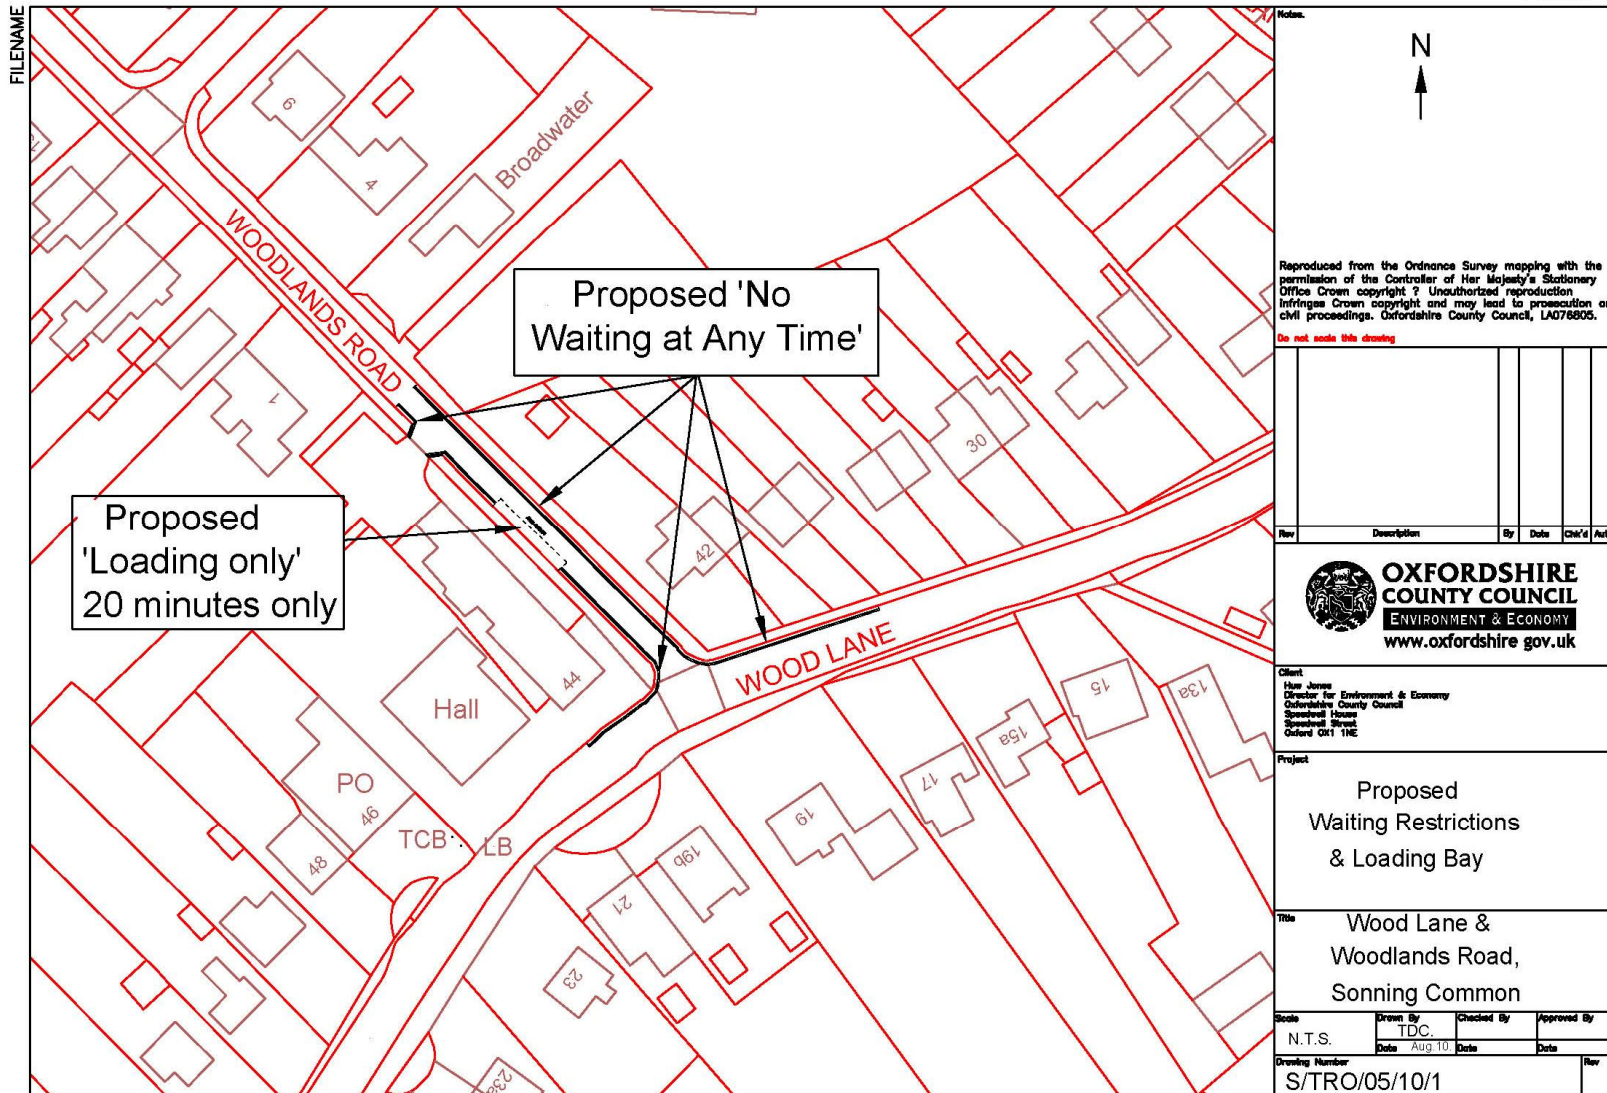 FILENAME
6
4
Broadwater
WOODLANDS ROAD
Proposed 'No
Waiting at Any Time'
1
30
42
Proposed
'Loading only'
20 minutes only
44
Hall
WOOD LANE
PO
46
48
TCB
LB
15
13a
15a
17
19
19b
21
23
23a
Notes.
N
Reproduced from the Ordnance Survey mapping with the
permission of the Controller of Her Majesty's Stationery
Office Crown copyright ? Unauthorized reproduction
infringes Crown copyright and may lead to prosecution or
civil proceedings. Oxfordshire County Council, LA076805.
Do not scale this drawing
Rev Description By Date Chk'd Aut
OXFORDSHIRE
COUNTY COUNCIL
ENVIRONMENT & ECONOMY
www.oxfordshire gov.uk
Client
Huw Jones
Director for Environment & Economy
Oxfordshire County Council
Speedwell House
Speedwell Street
Oxford OX1 1NE
Project
Proposed
Waiting Restrictions
& Loading Bay
Title
Wood Lane &
Woodlands Road,
Sonning Common
Scale
N.T.S.
Drawn By
TDC.
Checked By
Approved By
Date Aug.10.
Date
Date
Drawing Number
S/TRO/05/10/1
Rev